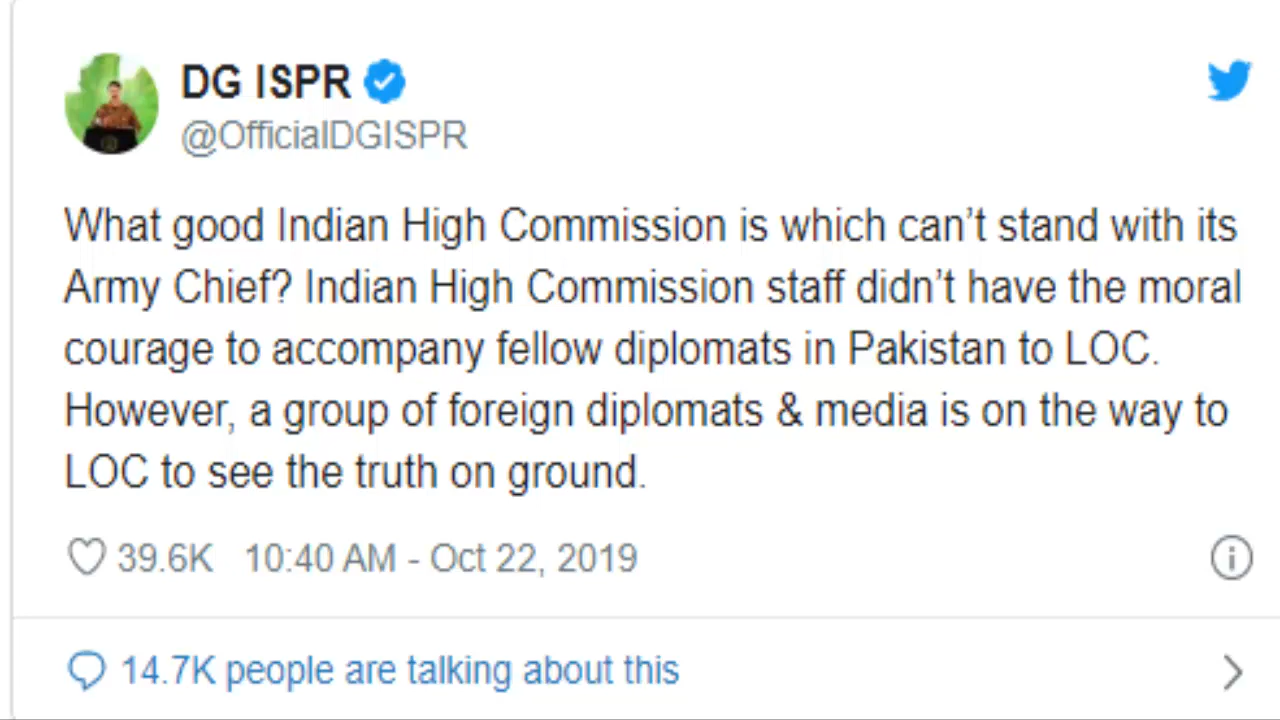 DG ISPR
@OfficialDGISPR
What good Indian High Commission is which can’t stand with its
Army Chief? Indian High Commission staff didn’t have the moral
courage to accompany fellow diplomats in Pakistan to LOC.
However, a group of foreign diplomats & media is on the way to
LOC to see the truth on ground.
39.6K 10:40 AM - Oct 22, 2019
14.7K people are talking about this